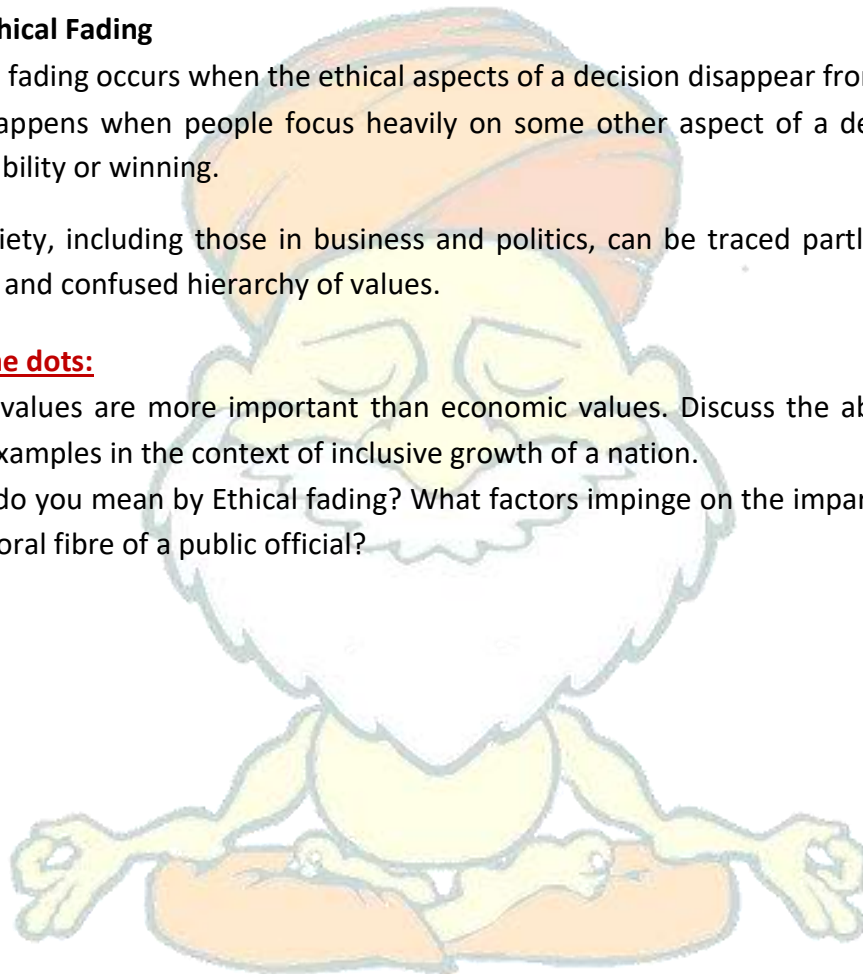 hical Fading
fading occurs when the ethical aspects of a decision disappear fro
appens when people focus heavily on some other aspect of a de
bility or winning.
iety, including those in business and politics, can be traced partl
and confused hierarchy of values.
e dots:
values are more important than economic values. Discuss the ab
xamples in the context of inclusive growth of a nation.
do you mean by Ethical fading? What factors impinge on the impar
oral fibre of a public official?